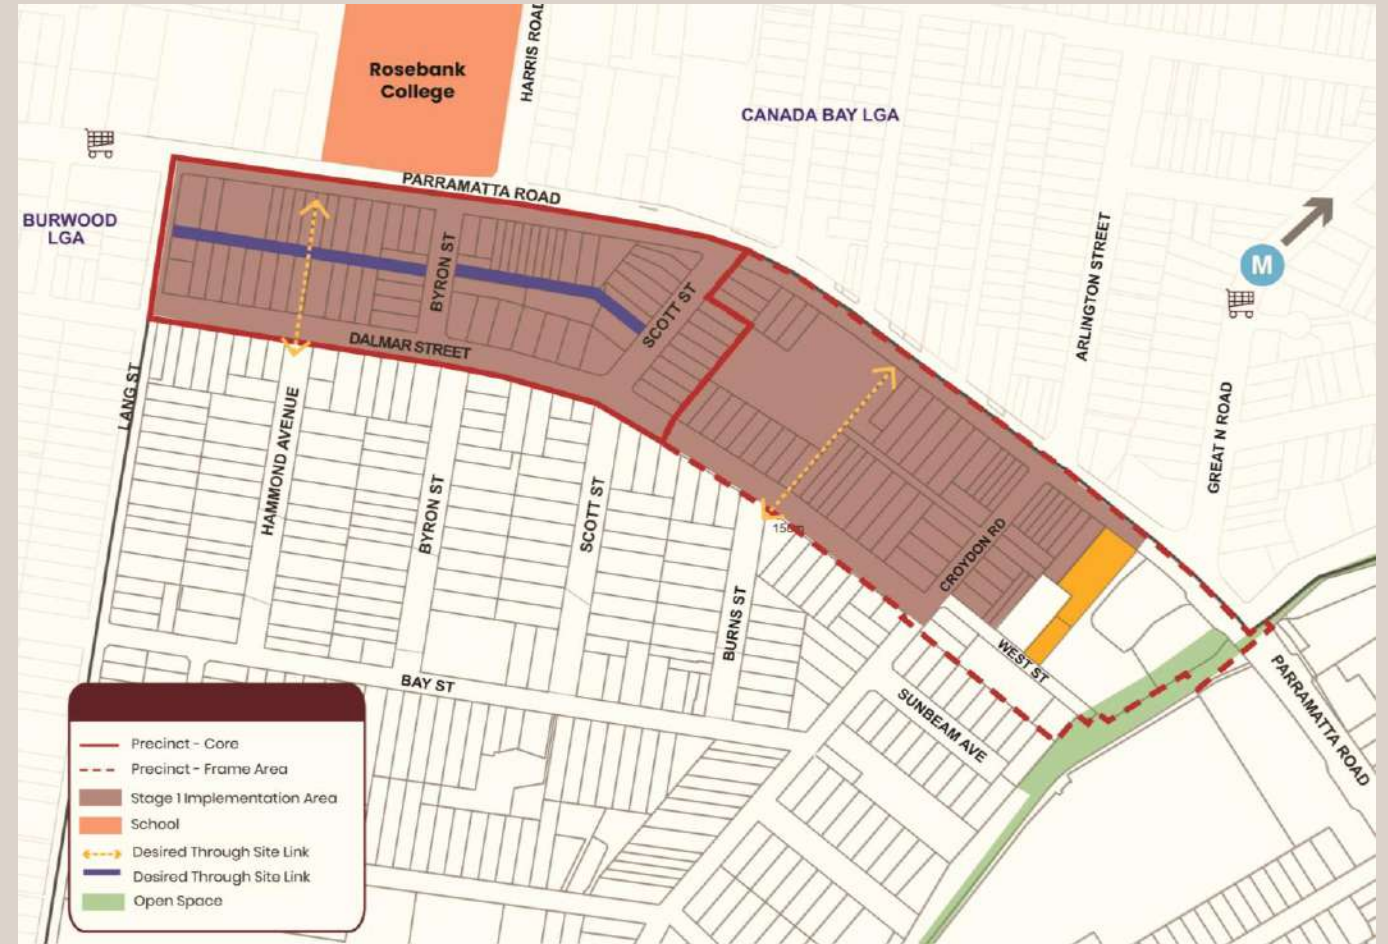 Rosebank
College
HARRIS ROAD
CANADA BAY LGA
PARRAMATTA ROAD
BURWOOD
LGA
BYRON ST
SCOTT ST
DALMAR STREET
ARLINGTON STREET
M
GREAT N ROAD
LANG ST
HAMMOND AVENUE
BYRON ST
SCOTT ST
BURNS ST
CROYDON RD
WEST ST
SUNBEAM AVE
PARRAMATTA ROAD
BAY ST
Precinct - Core
Precinct - Frame Area
Stage 1 Implementation Area
School
Desired Through Site Link
Desired Through Site Link
Open Space